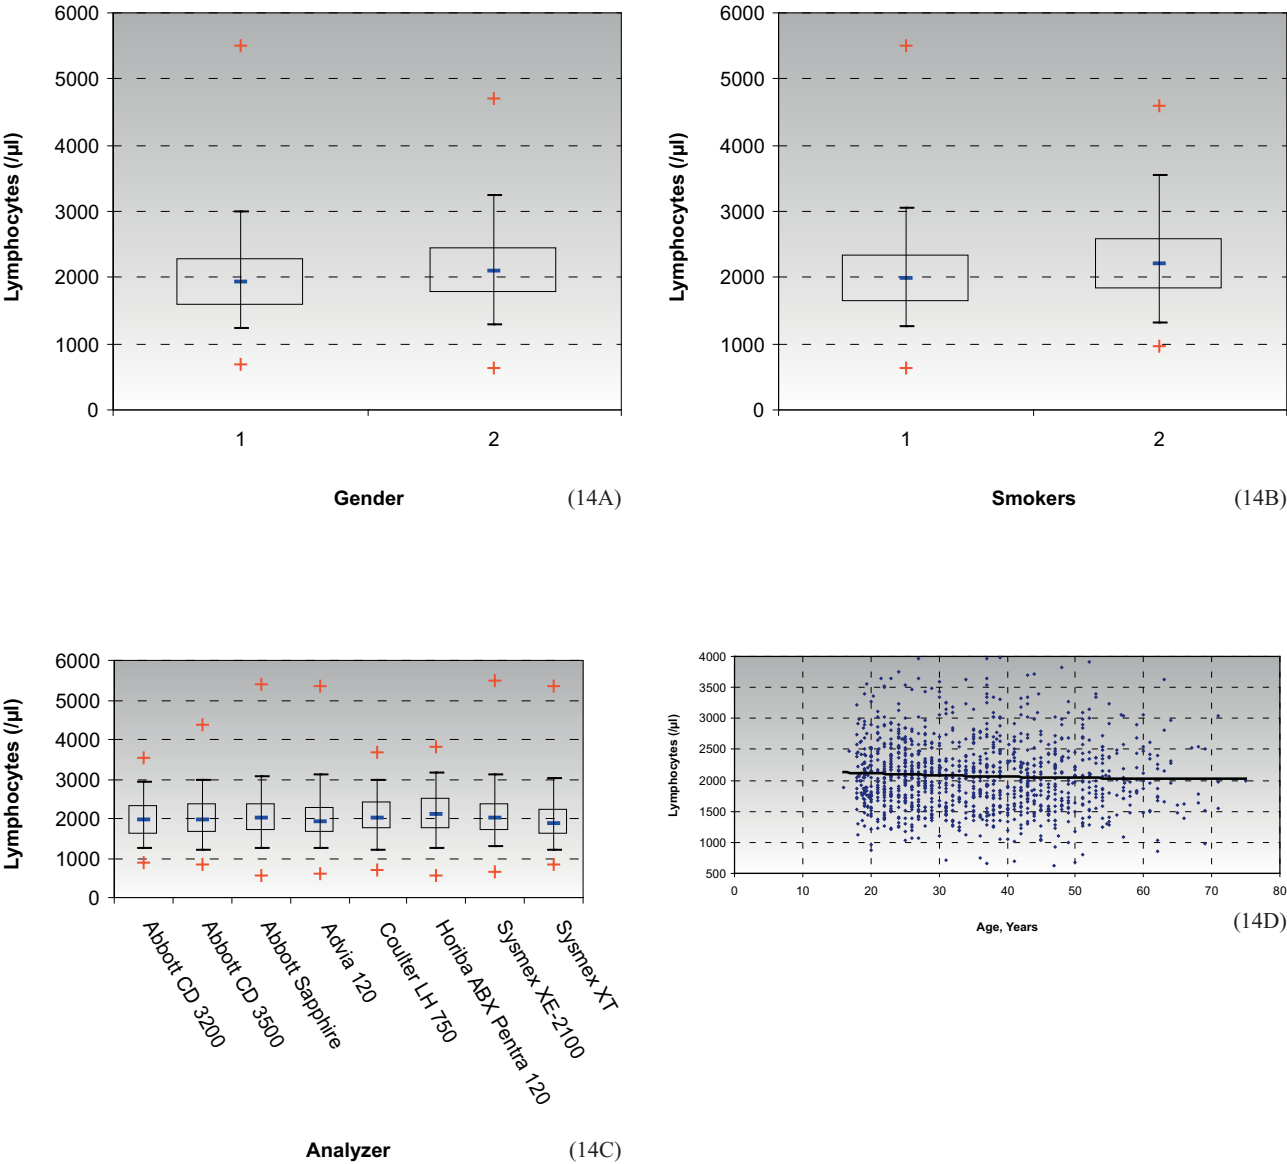 Lymphocytes (/µl)
6000
5000
4000
3000
2000
1000
0
1
2
Gender
(14A)
Lymphocytes (/µl)
6000
5000
4000
3000
2000
1000
0
1
2
Smokers
(14B)
Lymphocytes (/µl)
6000
5000
4000
3000
2000
1000
0
Abbott CD 3200
Abbott CD 3500
Abbott Sapphire
Advia 120
Coulter LH 750
Horiba ABX Pentra 120
Sysmex XE-2100
Sysmex XT
Analyzer
(14C)
Lymphocytes (/µl)
4000
3500
3000
2500
2000
1500
1000
500
0
10
20
30
40
50
60
70
80
Age, Years
(14D)